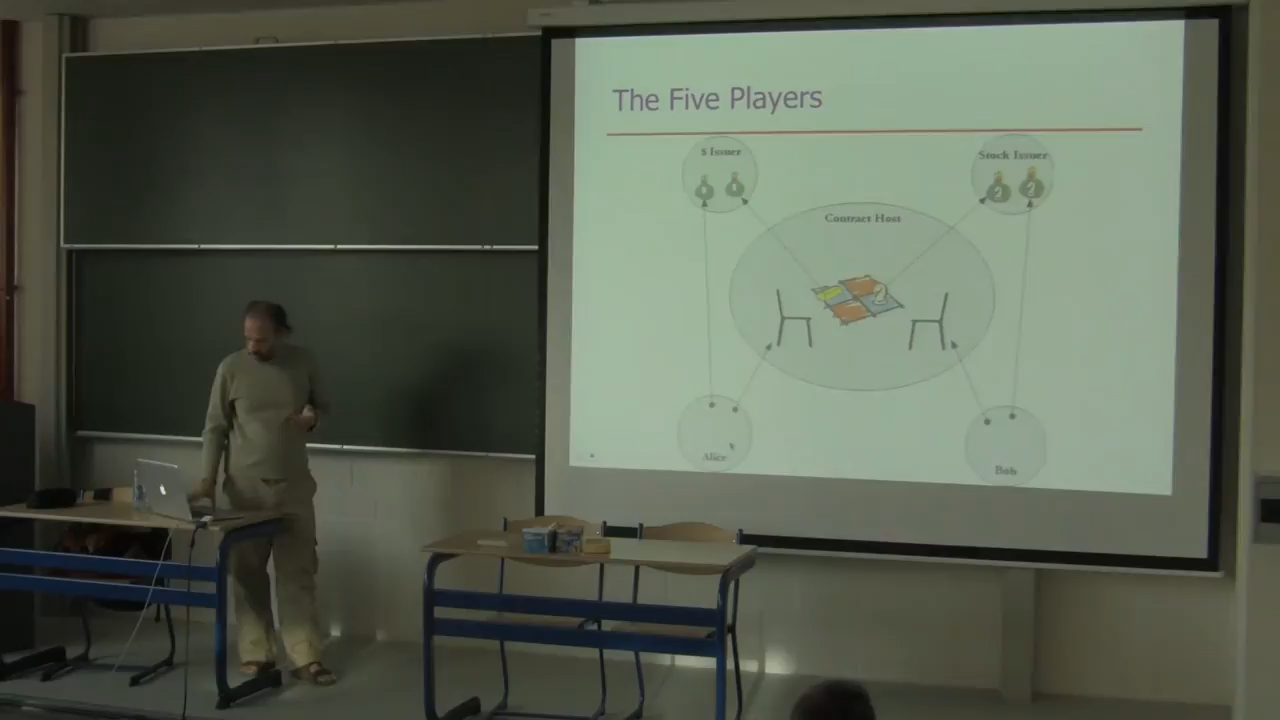 The Five Players
$ Issuer
Stock Issuer
Contract Host
Alice
Bob